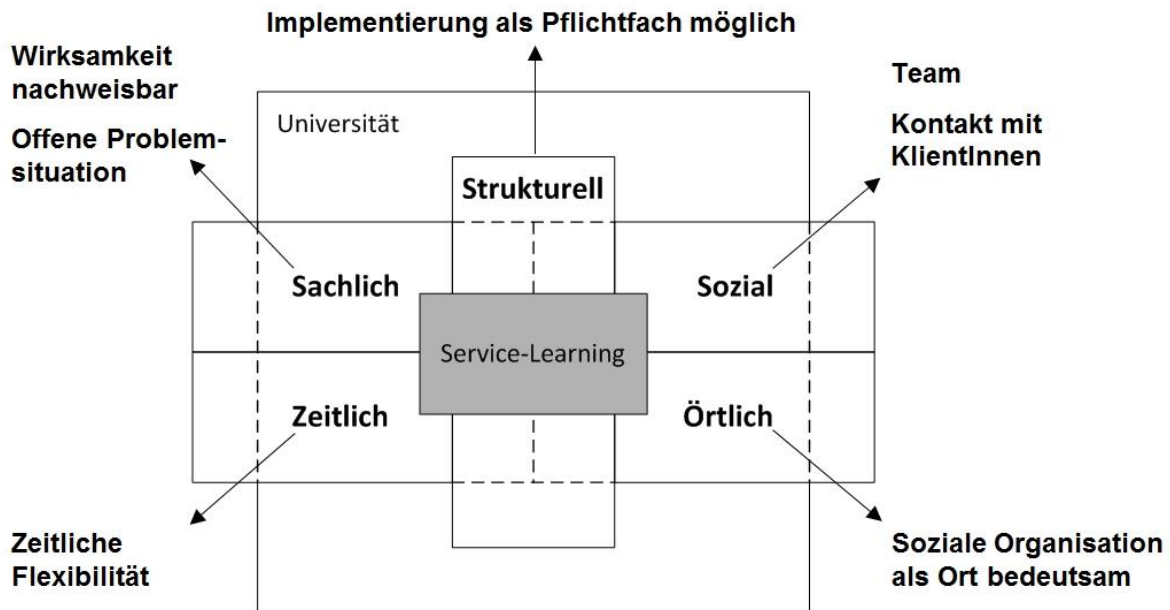 Implementierung als Pflichtfach möglich
Wirksamkeit
nachweisbar
Offene Problem-
situation
Team
Kontakt mit
KlientInnen
Universität
Strukturell
Sachlich
Sozial
Service-Learning
Zeitlich
Örtlich
Zeitliche
Flexibilität
Soziale Organisation
als Ort bedeutsam